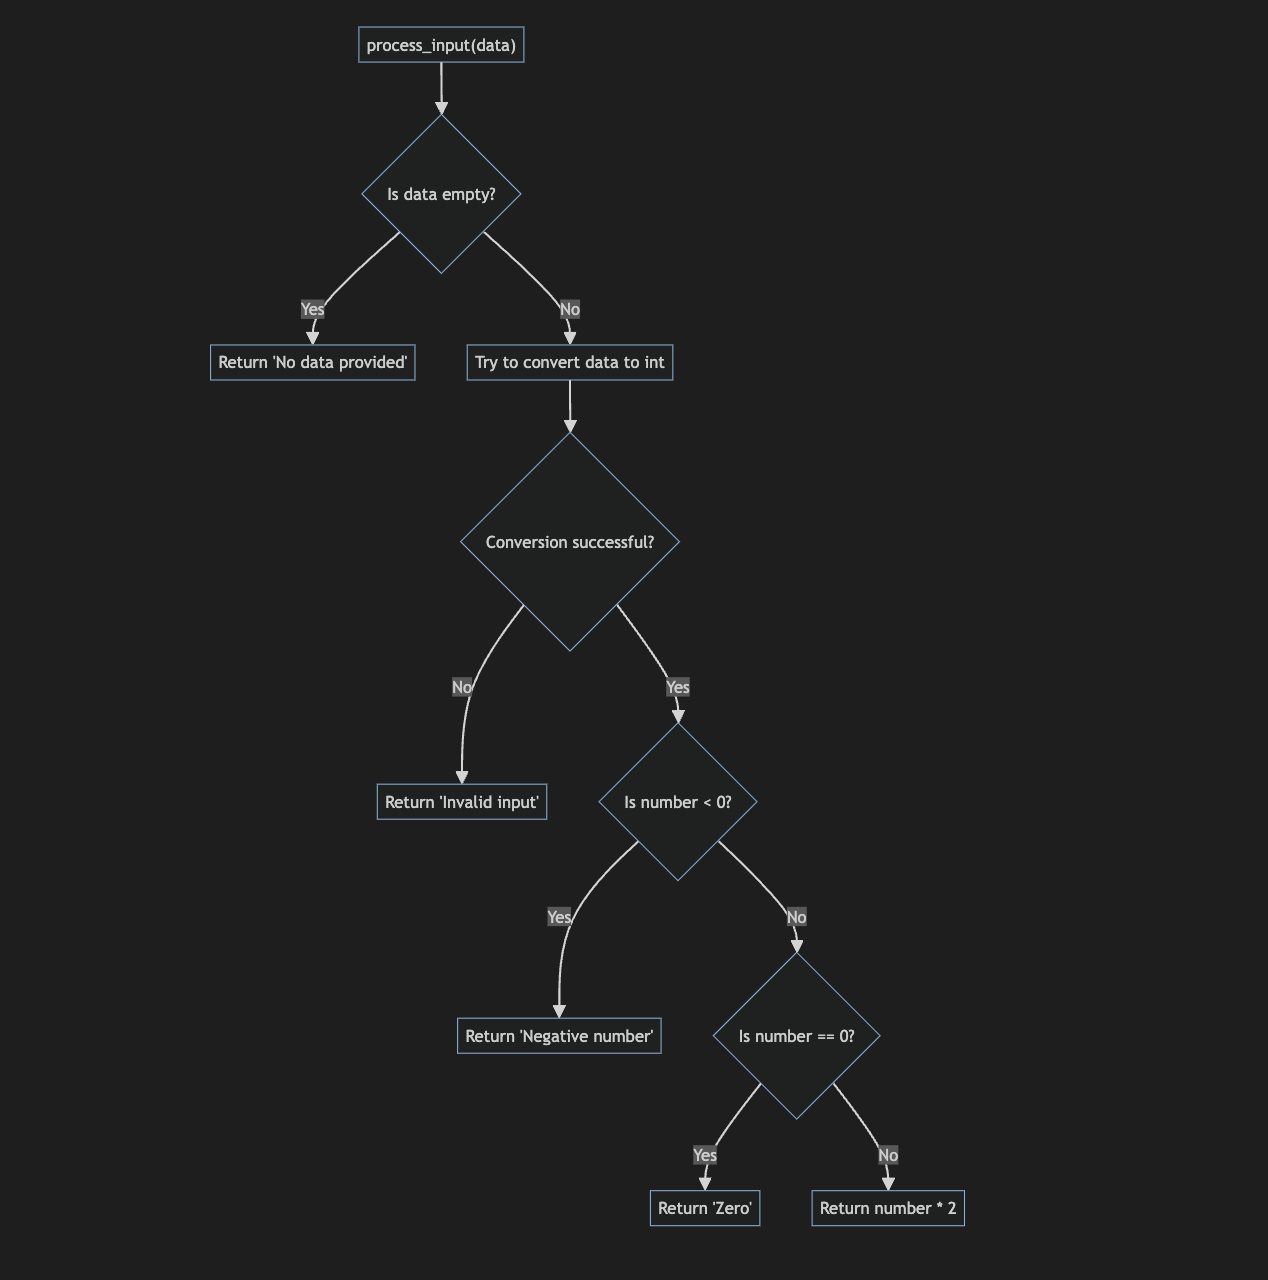 process_input(data)
Is data empty?
Yes
No
Return 'No data provided'
Try to convert data to int
Conversion successful?
No
Yes
Return 'Invalid input'
Is number < 0?
Yes
No
Return 'Negative number'
Is number == 0?
Yes
No
Return 'Zero'
Return number * 2